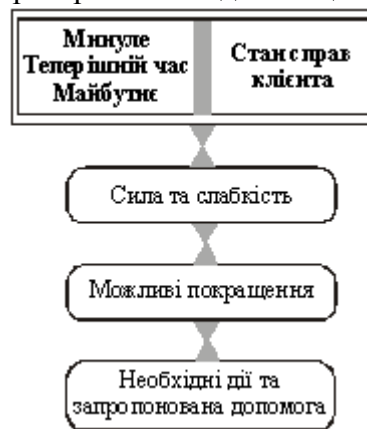 Минуле
Теперішній час
Майбутнє
Стан справ
клієнта
Сила та слабкість
Можливі покращення
Необхідні дії та
запропонована допомога